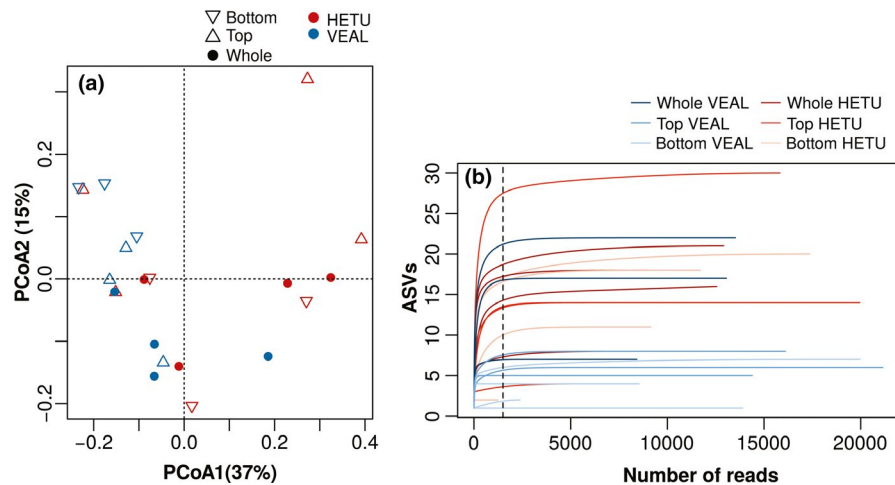 Bottom
Top
Whole
HETU
VEAL
(a)
PCoA2 (15%)
0.2
0.0
−0.2
−0.2
0.0
0.2
0.4
PCoA1(37%)
Whole VEAL
Top VEAL
Bottom VEAL
Whole HETU
Top HETU
Bottom HETU
(b)
ASVs
30
25
20
15
10
5
0
0
5000
10000
15000
20000
Number of reads